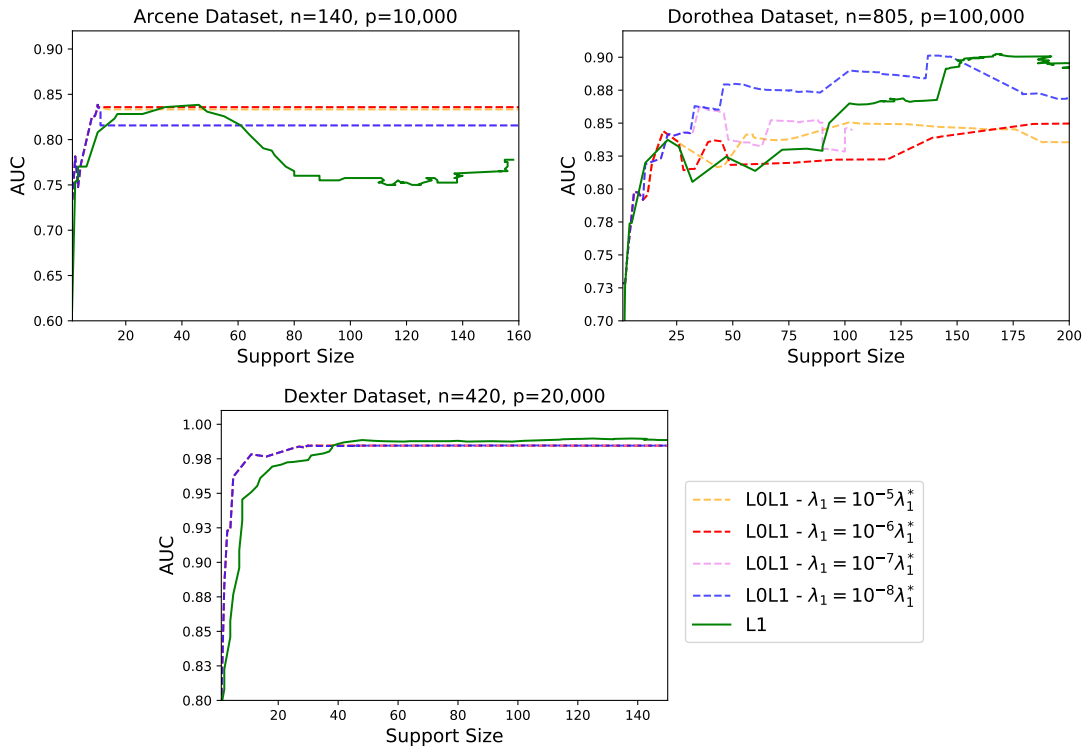 Arcene Dataset, n=140, p=10,000
AUC
0.90
0.85
0.80
0.75
0.70
0.65
0.60
20 40 60 80 100 120 140 160
Support Size
Dorothea Dataset, n=805, p=100,000
AUC
0.90
0.88
0.85
0.83
0.80
0.78
0.75
0.73
0.70
25 50 75 100 125 150 175 200
Support Size
Dexter Dataset, n=420, p=20,000
AUC
1.00
0.98
0.95
0.93
0.90
0.88
0.85
0.83
0.80
20 40 60 80 100 120 140
Support Size
L0L1 - λ₁ = 10⁻⁵λ₁*
L0L1 - λ₁ = 10⁻⁶λ₁*
L0L1 - λ₁ = 10⁻⁷λ₁*
L0L1 - λ₁ = 10⁻⁸λ₁*
L1